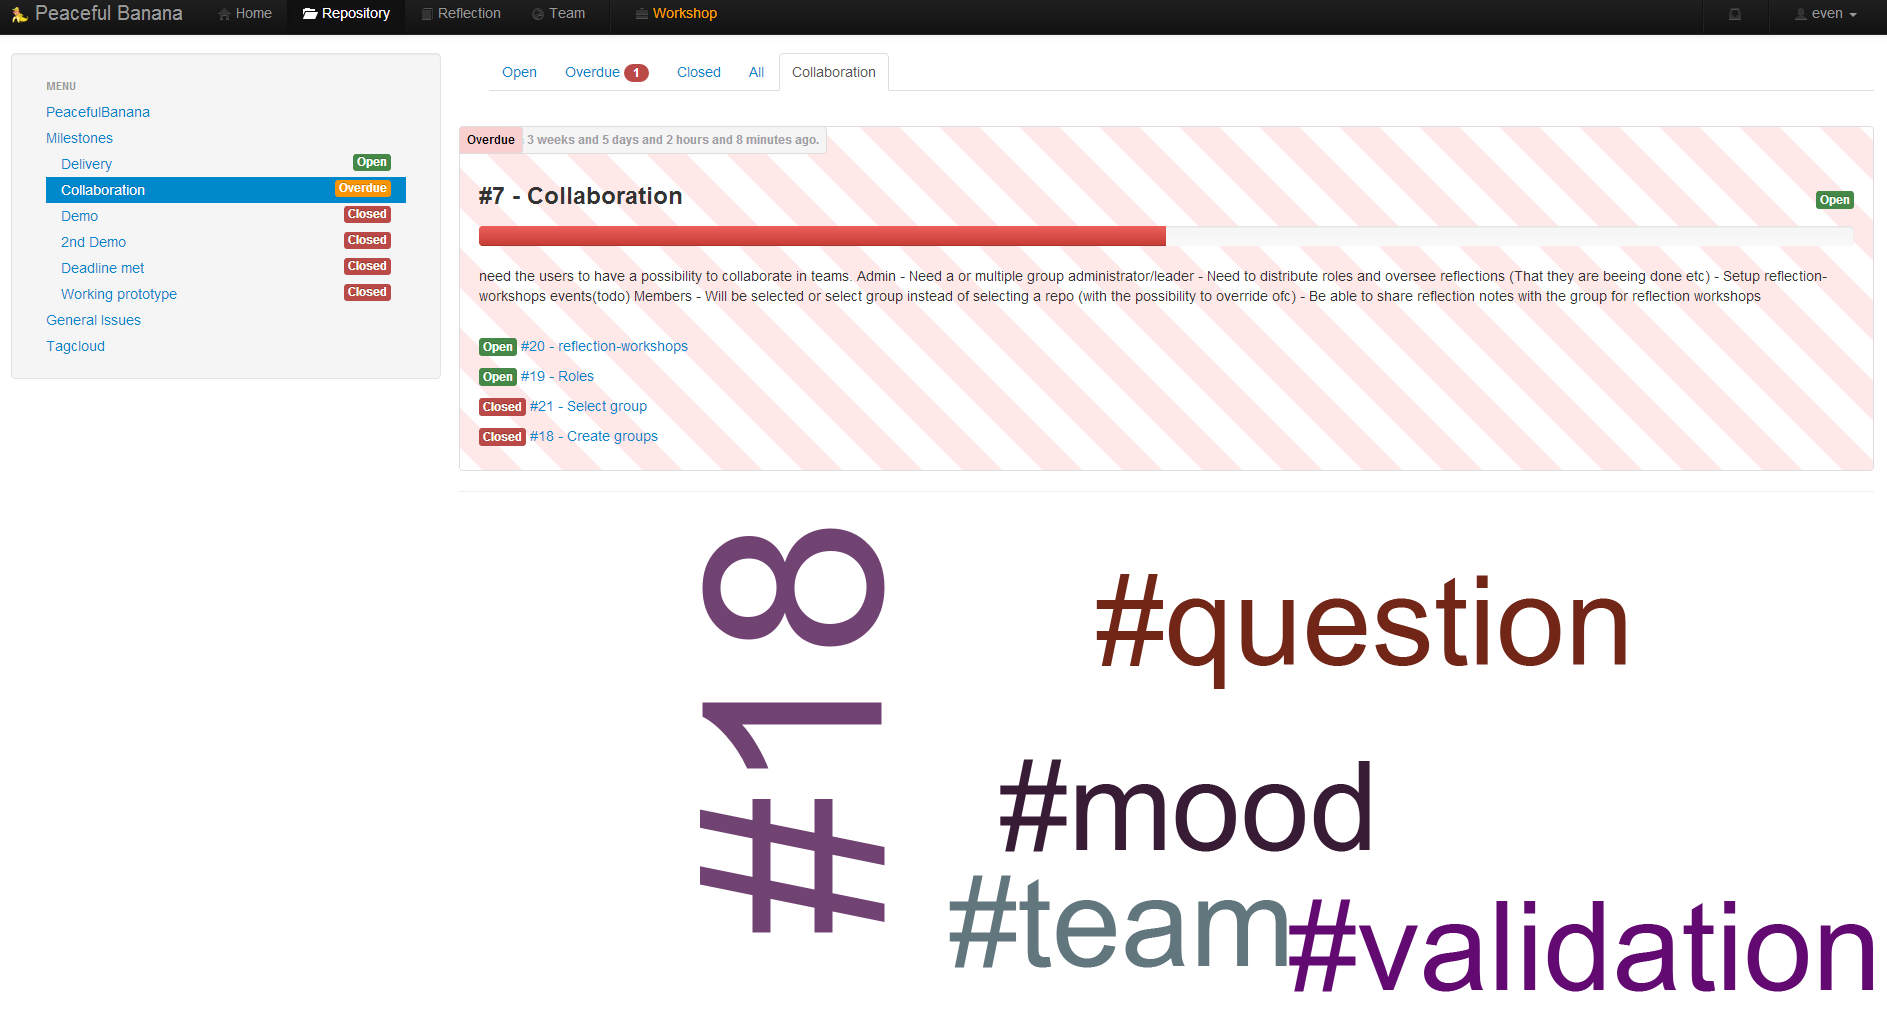 Peaceful Banana Home Repository Reflection Team Workshop even
Open Overdue 1 Closed All Collaboration
MENU
PeacefulBanana
Milestones
Delivery Open
Collaboration Overdue
Demo Closed
2nd Demo Closed
Deadline met Closed
Working prototype Closed
General Issues
Tagcloud
Overdue 3 weeks and 5 days and 2 hours and 8 minutes ago.
#7 - Collaboration Open
need the users to have a possibility to collaborate in teams. Admin - Need a or multiple group administrator/leader - Need to distribute roles and oversee reflections (That they are beeing done etc) - Setup reflection-
workshops events(todo) Members - Will be selected or select group instead of selecting a repo (with the possibility to override ofc) - Be able to share reflection notes with the group for reflection workshops
Open #20 - reflection-workshops
Open #19 - Roles
Closed #21 - Select group
Closed #18 - Create groups
#18
#question
#mood
#team
#validation